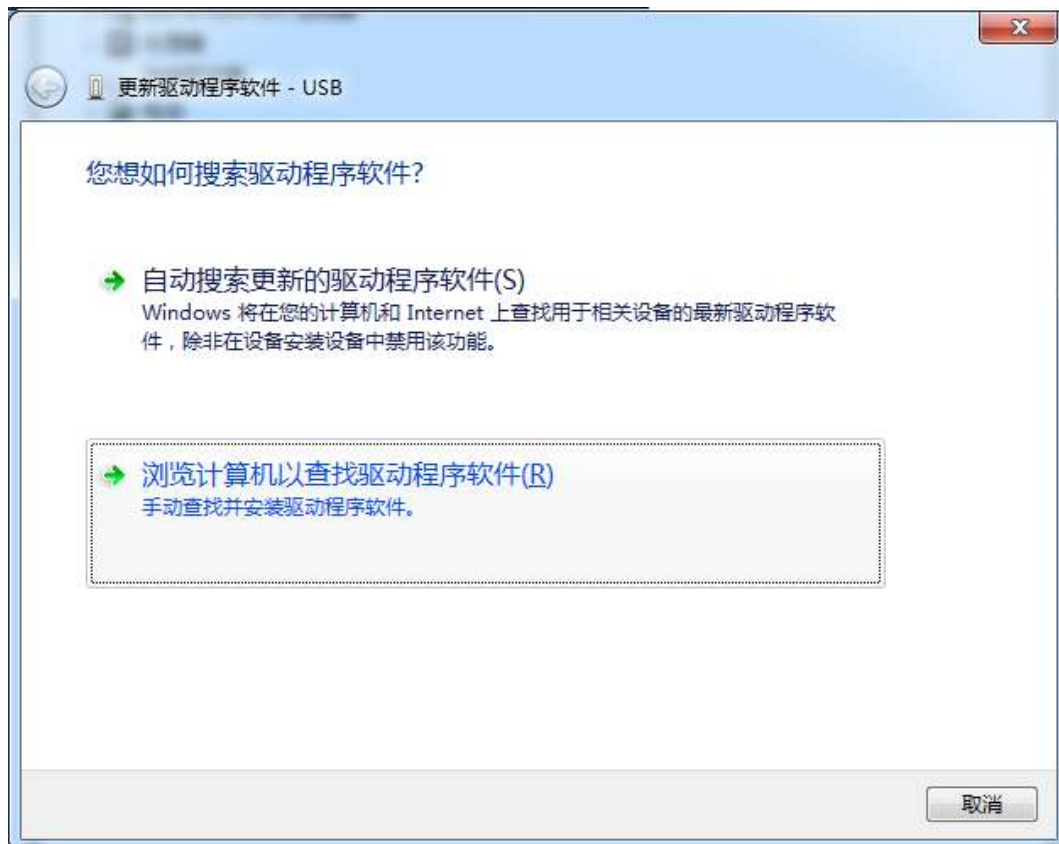 更新驱动程序软件 - USB
您想如何搜索驱动程序软件?
自动搜索更新的驱动程序软件(S)
Windows 将在您的计算机和 Internet 上查找用于相关设备的最新驱动程序软
件，除非在设备安装设备中禁用该功能。
浏览计算机以查找驱动程序软件(R)
手动查找并安装驱动程序软件。
取消